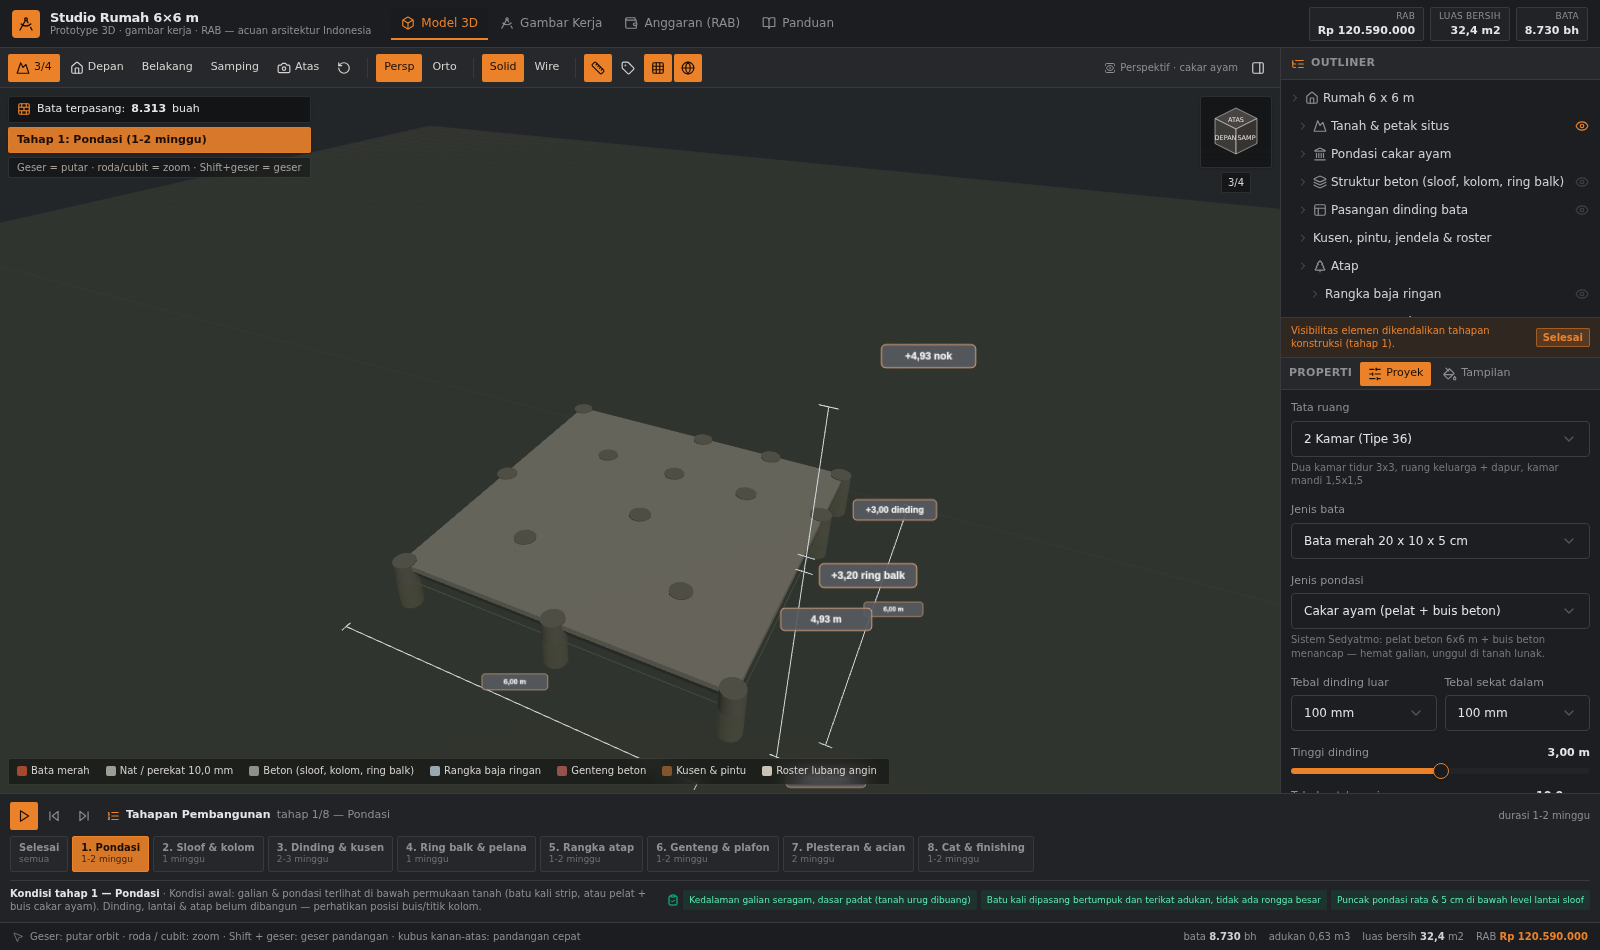 Studio Rumah 6×6 m
Prototype 3D · gambar kerja · RAB — acuan arsitektur Indonesia
Model 3D
Gambar Kerja
Anggaran (RAB)
Panduan
RAB
Rp 120.590.000
LUAS BERSIH
32,4 m2
BATA
8.730 bh
3/4
Depan
Belakang
Samping
Atas
Persp
Orto
Solid
Wire
Perspektif · cakar ayam
Bata terpasang: 8.313 buah
Tahap 1: Pondasi (1-2 minggu)
Geser = putar · roda/cubit = zoom · Shift+geser = geser
ATAS
DEPAN
SAMP
3/4
+4,93 nok
+3,00 dinding
+3,20 ring balk
6,00 m
4,93 m
6,00 m
Bata merah
Nat / perekat 10,0 mm
Beton (sloof, kolom, ring balk)
Rangka baja ringan
Genteng beton
Kusen & pintu
Roster lubang angin
OUTLINER
Rumah 6 x 6 m
Tanah & petak situs
Pondasi cakar ayam
Struktur beton (sloof, kolom, ring balk)
Pasangan dinding bata
Kusen, pintu, jendela & roster
Atap
Rangka baja ringan
Visibilitas elemen dikendalikan tahapan
konstruksi (tahap 1).
Selesai
PROPERTI
Proyek
Tampilan
Tata ruang
2 Kamar (Tipe 36)
Dua kamar tidur 3x3, ruang keluarga + dapur, kamar
mandi 1,5x1,5
Jenis bata
Bata merah 20 x 10 x 5 cm
Jenis pondasi
Cakar ayam (pelat + buis beton)
Sistem Sedyatmo: pelat beton 6x6 m + buis beton
menancap — hemat galian, unggul di tanah lunak.
Tebal dinding luar
Tebal sekat dalam
100 mm
100 mm
Tinggi dinding
3,00 m
Tahapan Pembangunan
tahap 1/8 — Pondasi
durasi 1-2 minggu
Selesai
semua
1. Pondasi
1-2 minggu
2. Sloof & kolom
1 minggu
3. Dinding & kusen
2-3 minggu
4. Ring balk & pelana
1 minggu
5. Rangka atap
1-2 minggu
6. Genteng & plafon
1-2 minggu
7. Plesteran & acian
2 minggu
8. Cat & finishing
1-2 minggu
Kondisi tahap 1 — Pondasi · Kondisi awal: galian & pondasi terlihat di bawah permukaan tanah (batu kali strip, atau pelat +
buis cakar ayam). Dinding, lantai & atap belum dibangun — perhatikan posisi buis/titik kolom.
Kedalaman galian seragam, dasar padat (tanah urug dibuang)
Batu kali dipasang bertumpuk dan terikat adukan, tidak ada rongga besar
Puncak pondasi rata & 5 cm di bawah level lantai sloof
Geser: putar orbit · roda / cubit: zoom · Shift + geser: geser pandangan · kubus kanan-atas: pandangan cepat
bata 8.730 bh
adukan 0,63 m3
luas bersih 32,4 m2
RAB Rp 120.590.000